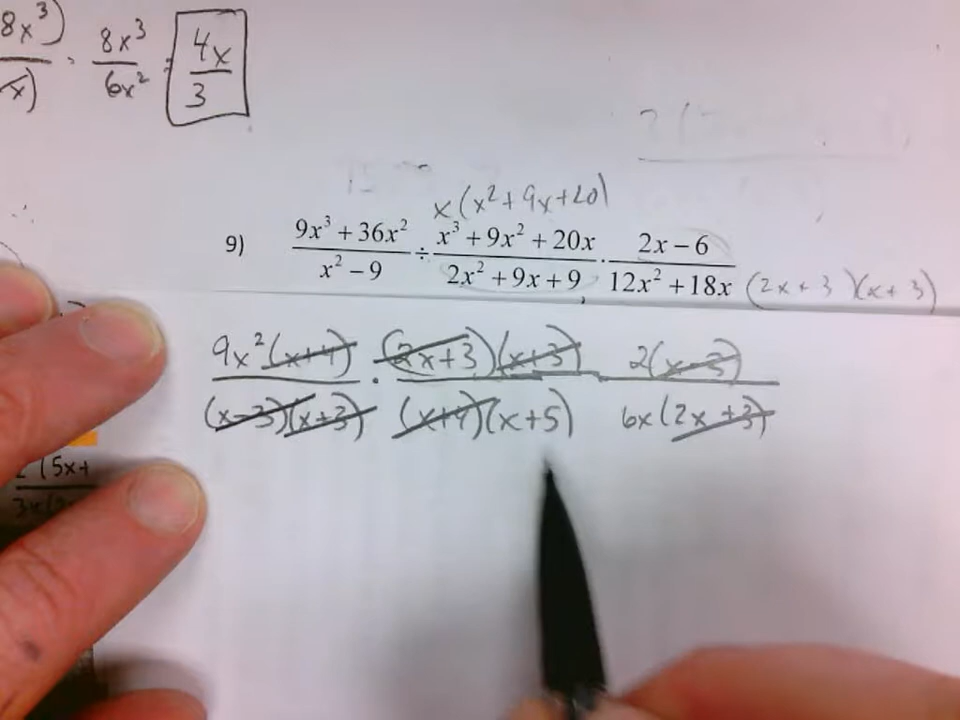 8x³) / x) · 8x³ / 6x² = 4x / 3
x(x² + 9x + 20)
9) (9x³ + 36x²) / (x² − 9) ÷ (x³ + 9x² + 20x) / (2x² + 9x + 9) · (2x − 6) / (12x² + 18x) (2x + 3)(x + 3)
9x²(x+4) / (x−3)(x+3) · (2x+3)(x+3) / (x+4)(x+5) 2(x−3) / 6x(2x+3)
2(5x+